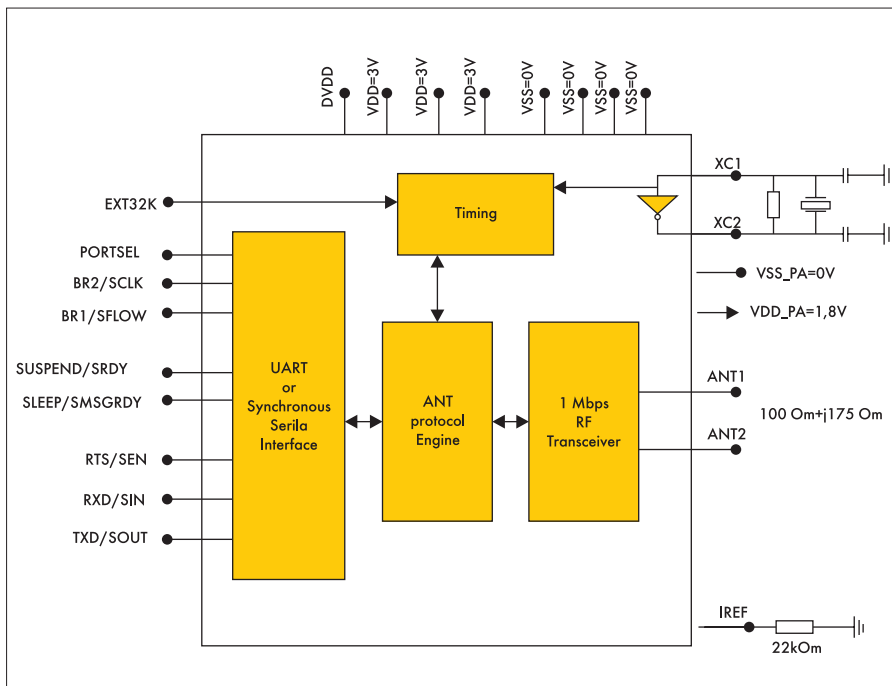 DVDD
VDD=3V
VDD=3V
VDD=3V
VSS=0V
VSS=0V
VSS=0V
VSS=0V
XC1
EXT32K
Timing
XC2
PORTSEL
VSS_PA=0V
BR2/SCLK
BR1/SFLOW
VDD_PA=1,8V
UART
or
Synchronous
Serila
Interface
SUSPEND/SRDY
SLEEP/SMSGRDY
ANT
protocol
Engine
1 Mbps
RF
Transceiver
ANT1
100 Om+j175 Om
ANT2
RTS/SEN
RXD/SIN
TXD/SOUT
IREF
22kOm